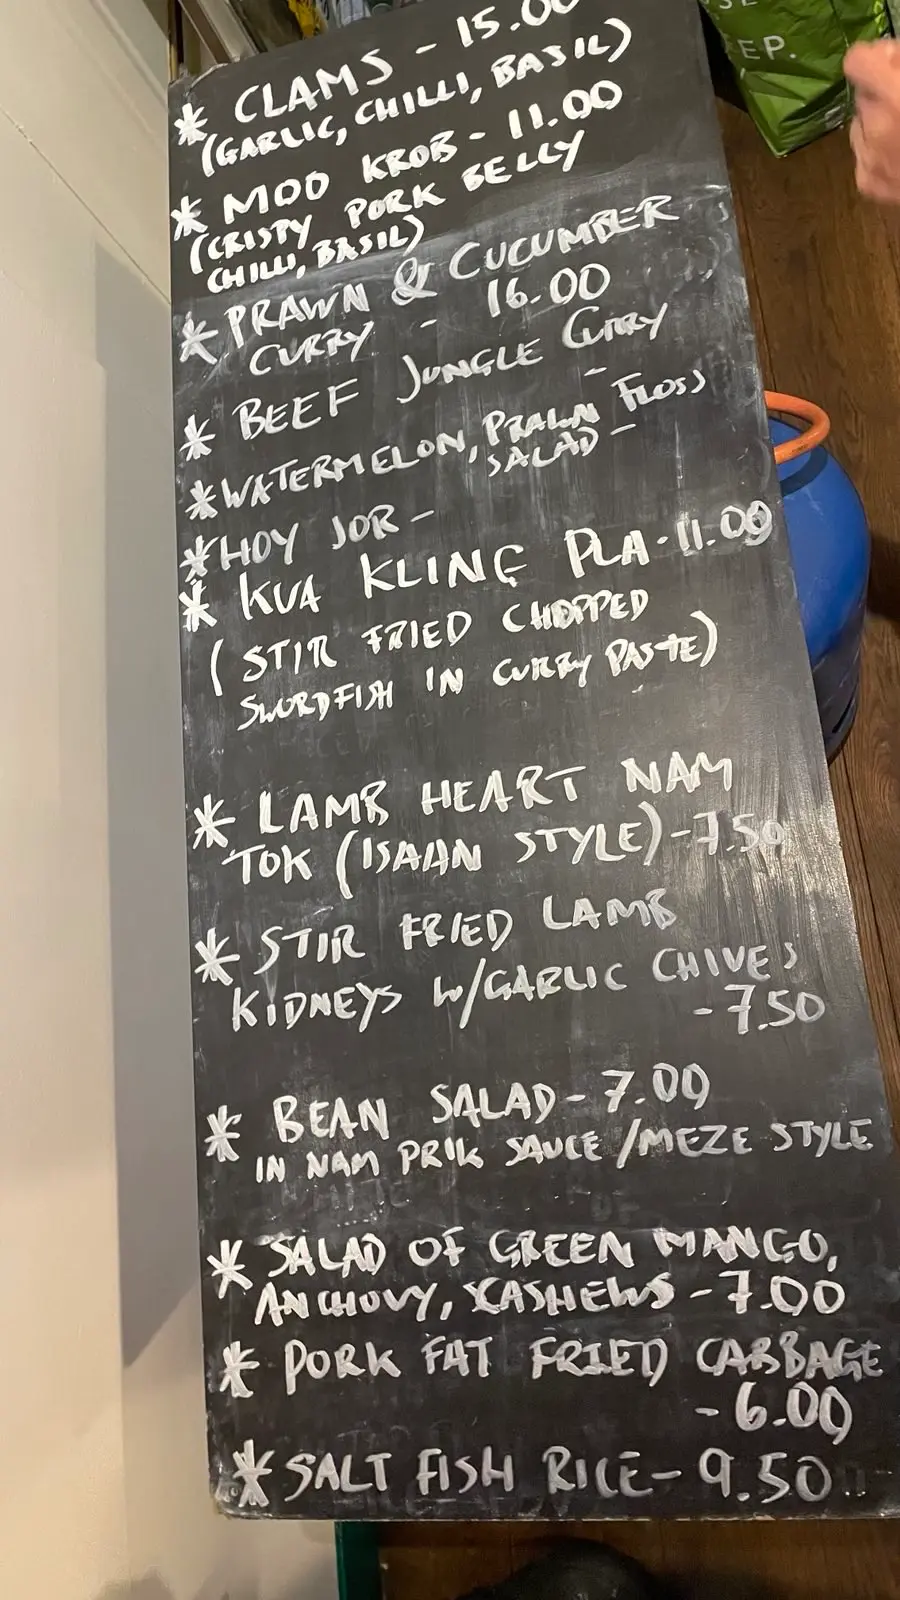 * CLAMS - 15.00
(GARLIC, CHILLI, BASIL)
* MOO KROB - 11.00
(CRISTY PORK BELLY
CHILLI, BASIL)
* PRAWN & CUCUMBER
CURRY - 16.00
* BEEF JUNGLE CURRY
-
* WATERMELON, PRAWN FLOSS
SALAD -
* HOY JOR -
* KUA KLING PLA - 11.00
(STIR FRIED CHOPPED
SWORDFISH IN CURRY PASTE)
* LAMB HEART NAM
TOK (ISAAN STYLE) - 7.50
* STIR FRIED LAMB
KIDNEYS W/GARLIC CHIVES
- 7.50
* BEAN SALAD - 7.00
IN NAM PRIK SAUCE / MEZE STYLE
* SALAD OF GREEN MANGO,
ANCHOVY, CASHEWS - 7.00
* PORK FAT FRIED CABBAGE
- 6.00
* SALT FISH RICE - 9.50
EP.